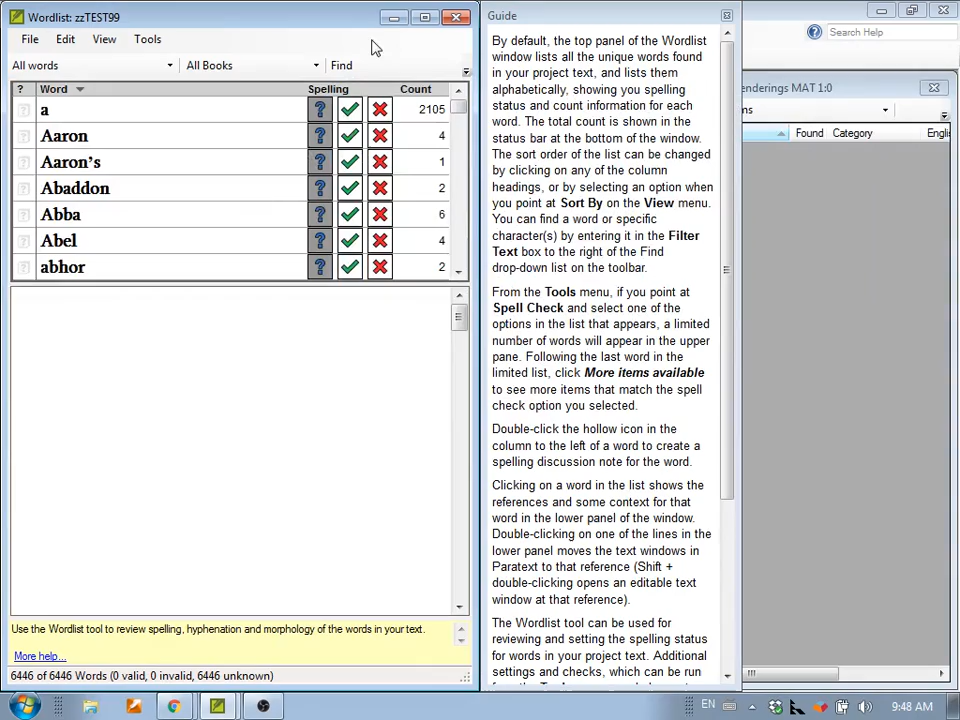 Wordlist: zzTEST99
File Edit View Tools
All words All Books Find
? Word Spelling Count
a 2105
Aaron 4
Aaron's 1
Abaddon 2
Abba 6
Abel 4
abhor 2
Use the Wordlist tool to review spelling, hyphenation and morphology of the words in your text.
More help...
6446 of 6446 Words (0 valid, 0 invalid, 6446 unknown)
Guide
By default, the top panel of the Wordlist
window lists all the unique words found
in your project text, and lists them
alphabetically, showing you spelling
status and count information for each
word. The total count is shown in the
status bar at the bottom of the window.
The sort order of the list can be changed
by clicking on any of the column
headings, or by selecting an option when
you point at Sort By on the View menu.
You can find a word or specific
character(s) by entering it in the Filter
Text box to the right of the Find
drop-down list on the toolbar.
From the Tools menu, if you point at
Spell Check and select one of the
options in the list that appears, a limited
number of words will appear in the upper
pane. Following the last word in the
limited list, click More items available
to see more items that match the spell
check option you selected.
Double-click the hollow icon in the
column to the left of a word to create a
spelling discussion note for the word.
Clicking on a word in the list shows the
references and some context for that
word in the lower panel of the window.
Double-clicking on one of the lines in the
lower panel moves the text windows in
Paratext to that reference (Shift +
double-clicking opens an editable text
window at that reference).
The Wordlist tool can be used for
reviewing and setting the spelling status
for words in your project text. Additional
settings and checks, which can be run
Search Help
enderings MAT 1:0
ms
Found Category Engli
EN 9:48 AM